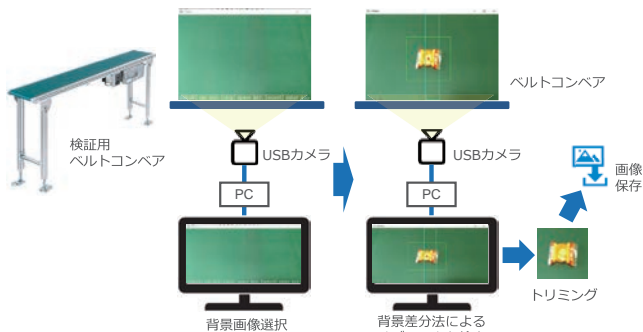 検証用
ベルトコンベア
USBカメラ
PC
背景画像選択
ベルトコンベア
USBカメラ
PC
背景差分法による
トリミング
画像
保存